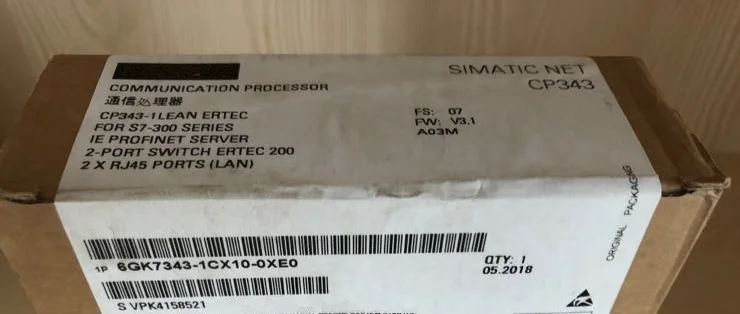 SIMATIC NET
CP343
COMMUNICATION PROCESSOR
通信处理器
CP343-1LEAN ERTEC
FOR S7-300 SERIES
IE PROFINET SERVER
2-PORT SWITCH ERTEC 200
2 X RJ45 PORTS (LAN)
FS: 07
FW: V3.1
A03M
ORIGINAL PACKAGING
1P 6GK7343-1CX10-0XE0
QTY: 1
05.2018
S VPK4158521